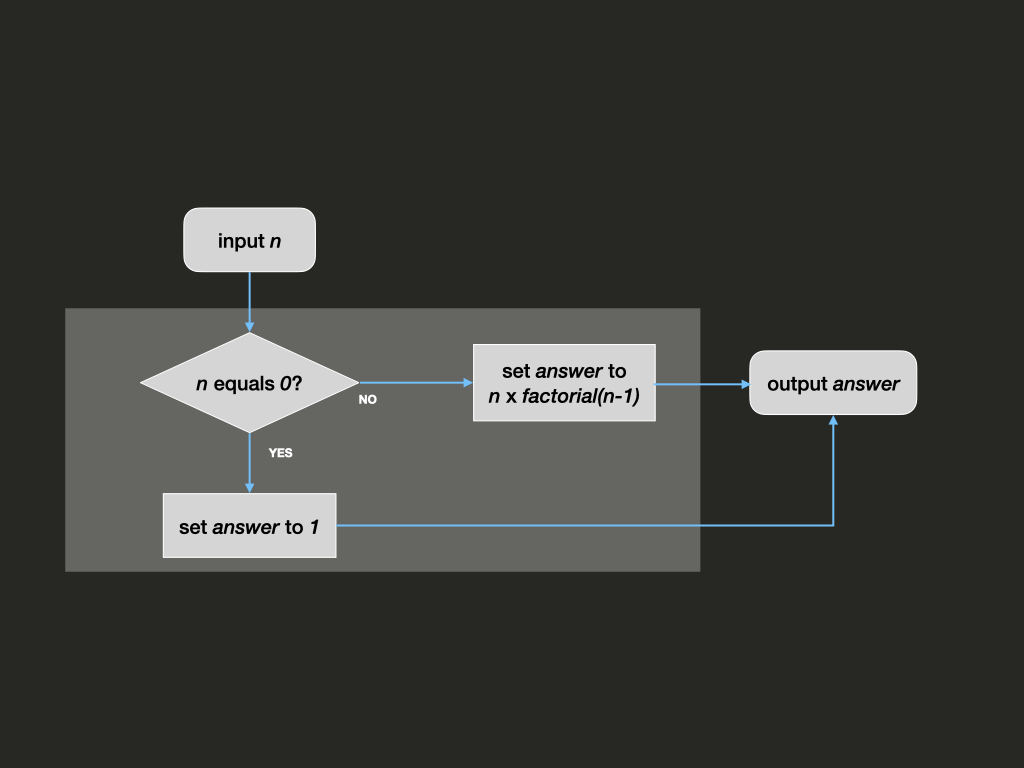 input n
n equals 0?
NO
set answer to
n x factorial(n-1)
output answer
YES
set answer to 1